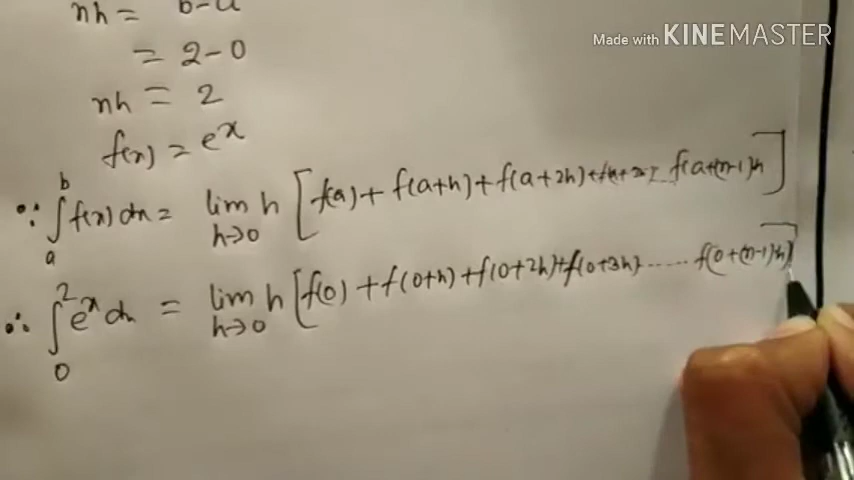 Made with KINEMASTER
nh = b-a
= 2-0
nh = 2
f(x) = e^x
∵ ∫_a^b f(x) dx = lim_{h→0} h [f(a) + f(a+h) + f(a+2h) + ... f(a+(n-1)h]
∴ ∫_0^2 e^x dx = lim_{h→0} h [f(0) + f(0+h) + f(0+2h) + f(0+3h) ...... f(0+(n-1)h)]